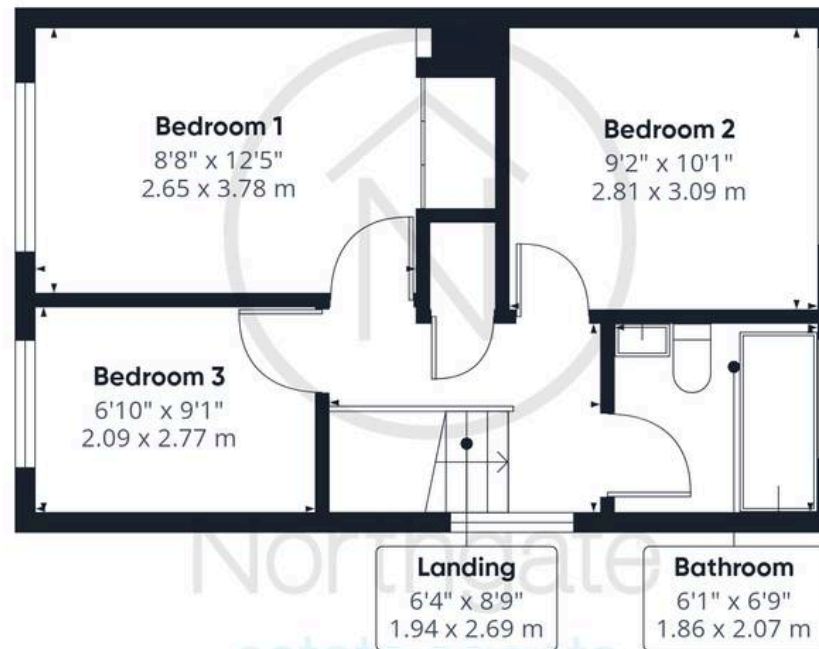 Bedroom 1
8'8" x 12'5"
2.65 x 3.78 m
Bedroom 2
9'2" x 10'1"
2.81 x 3.09 m
Bedroom 3
6'10" x 9'1"
2.09 x 2.77 m
Northgate
Landing
6'4" x 8'9"
1.94 x 2.69 m
Bathroom
6'1" x 6'9"
1.86 x 2.07 m